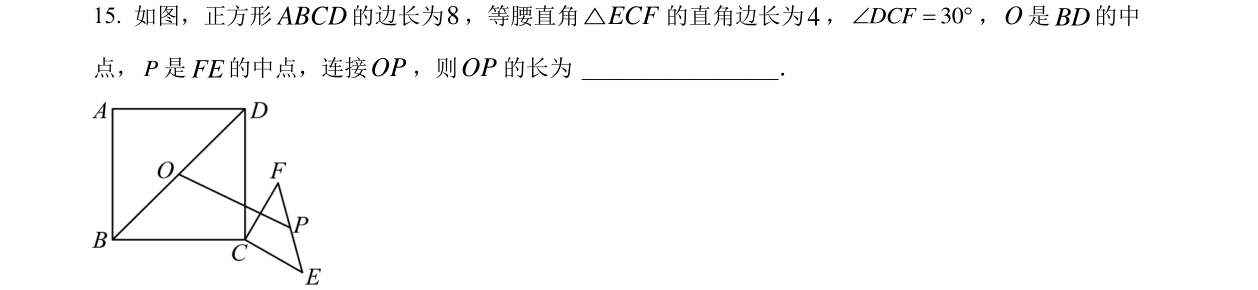 15. 如图，正方形ABCD的边长为8，等腰直角△ECF的直角边长为4，∠DCF=30°，O是BD的中
点，P是FE的中点，连接OP，则OP的长为 ________________.
A
D
O
F
P
B
C
E